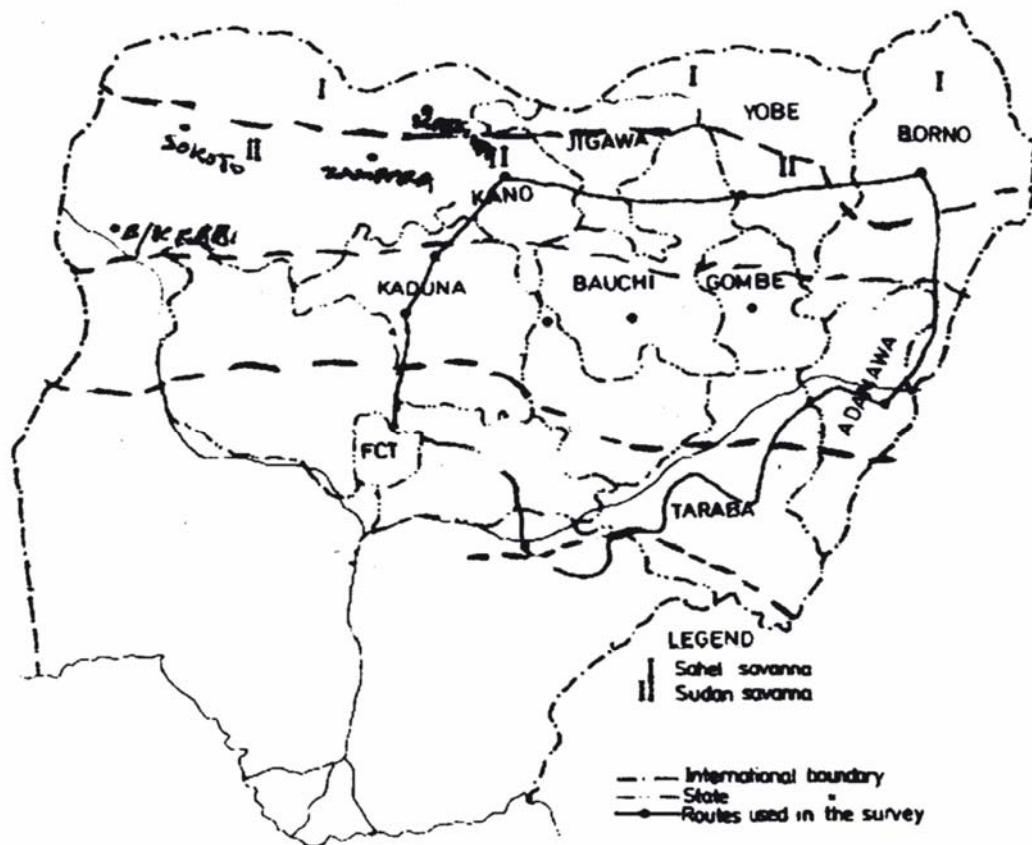 I
I
I
YOBE
BORNO
JIGAWA
SOKOTO
II
II
II
KANO
B/KEBBI
KADUNA
BAUCHI
GOMBE
ADAMAWA
FCT
TARABA
LEGEND
I Sahel savanna
II Sudan savanna
International boundary
State "
Routes used in the survey